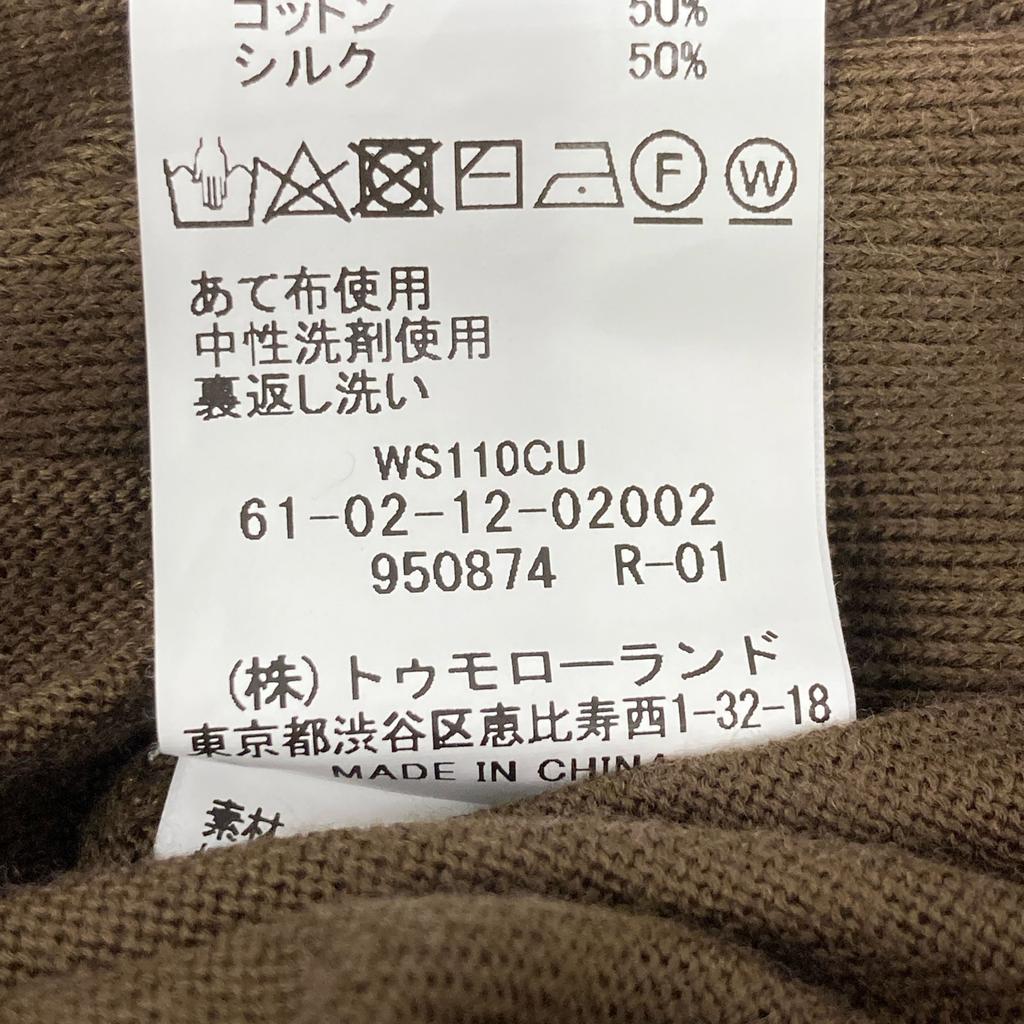 コットン 50%
シルク 50%
F W
あて布使用
中性洗剤使用
裏返し洗い
WS110CU
61-02-12-02002
950874 R-01
(株)トゥモローランド
東京都渋谷区恵比寿西1-32-18
MADE IN CHINA
素材